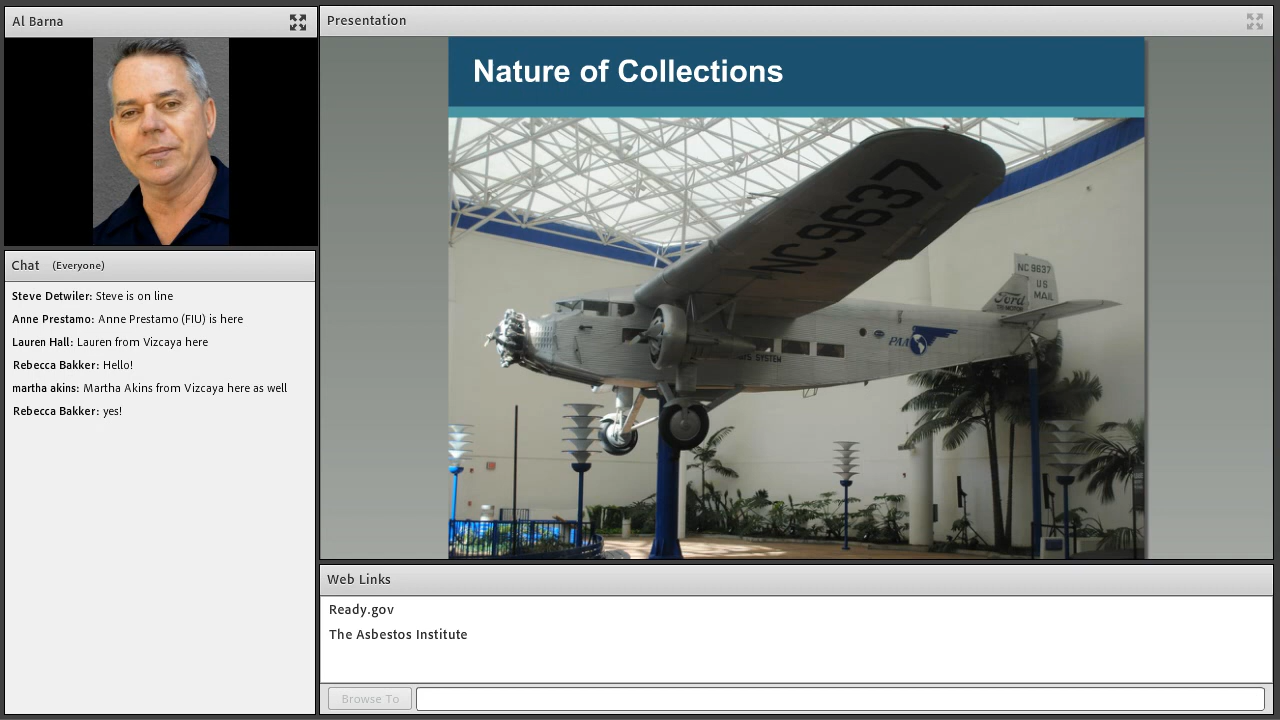 Al Barna
Chat (Everyone)
Steve Detwiler: Steve is on line
Anne Prestamo: Anne Prestamo (FIU) is here
Lauren Hall: Lauren from Vizcaya here
Rebecca Bakker: Hello!
martha akins: Martha Akins from Vizcaya here as well
Rebecca Bakker: yes!
Presentation
Nature of Collections
NC9637
NC 9637
US
MAIL
Ford
PAA
SYSTEM
Web Links
Ready.gov
The Asbestos Institute
Browse To